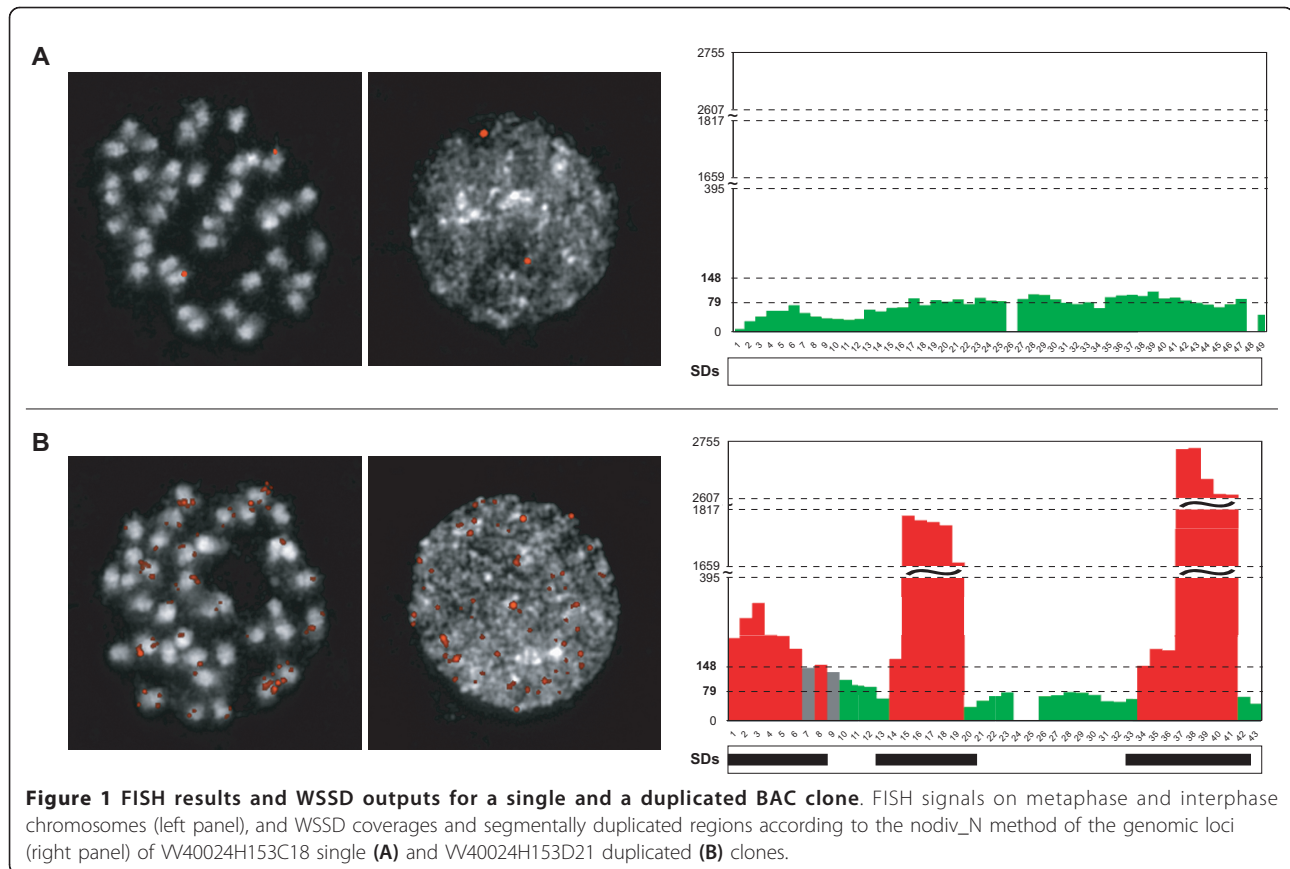 A
2755
2607
≈
1817
1659
≈
395
148
79
0
1 2 3 4 5 6 7 8 9 10 11 12 13 14 15 16 17 18 19 20 21 22 23 24 25 26 27 28 29 30 31 32 33 34 35 36 37 38 39 40 41 42 43 44 45 46 47 48 49
SDs
B
2755
2607
1817
1659
≈
395
148
79
0
1 2 3 4 5 6 7 8 9 10 11 12 13 14 15 16 17 18 19 20 21 22 23 24 25 26 27 28 29 30 31 32 33 34 35 36 37 38 39 40 41 42 43
SDs
Figure 1 FISH results and WSSD outputs for a single and a duplicated BAC clone. FISH signals on metaphase and interphase
chromosomes (left panel), and WSSD coverages and segmentally duplicated regions according to the nodiv_N method of the genomic loci
(right panel) of VV40024H153C18 single (A) and VV40024H153D21 duplicated (B) clones.